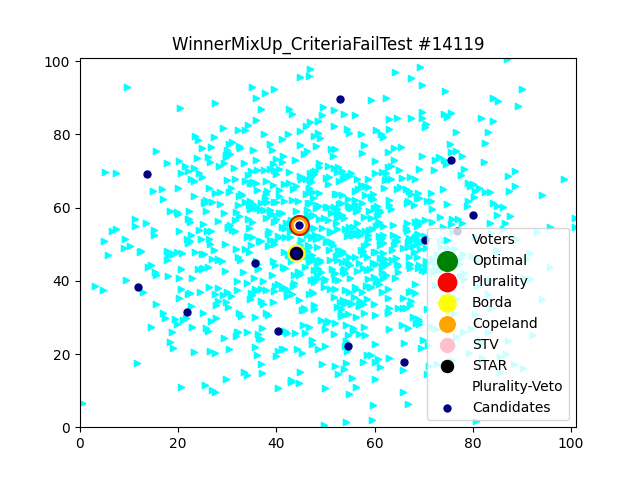 WinnerMixUp_CriteriaFailTest #14119
100
80
60
40
20
0
0 20 40 60 80 100
Voters
Optimal
Plurality
Borda
Copeland
STV
STAR
Plurality-Veto
Candidates